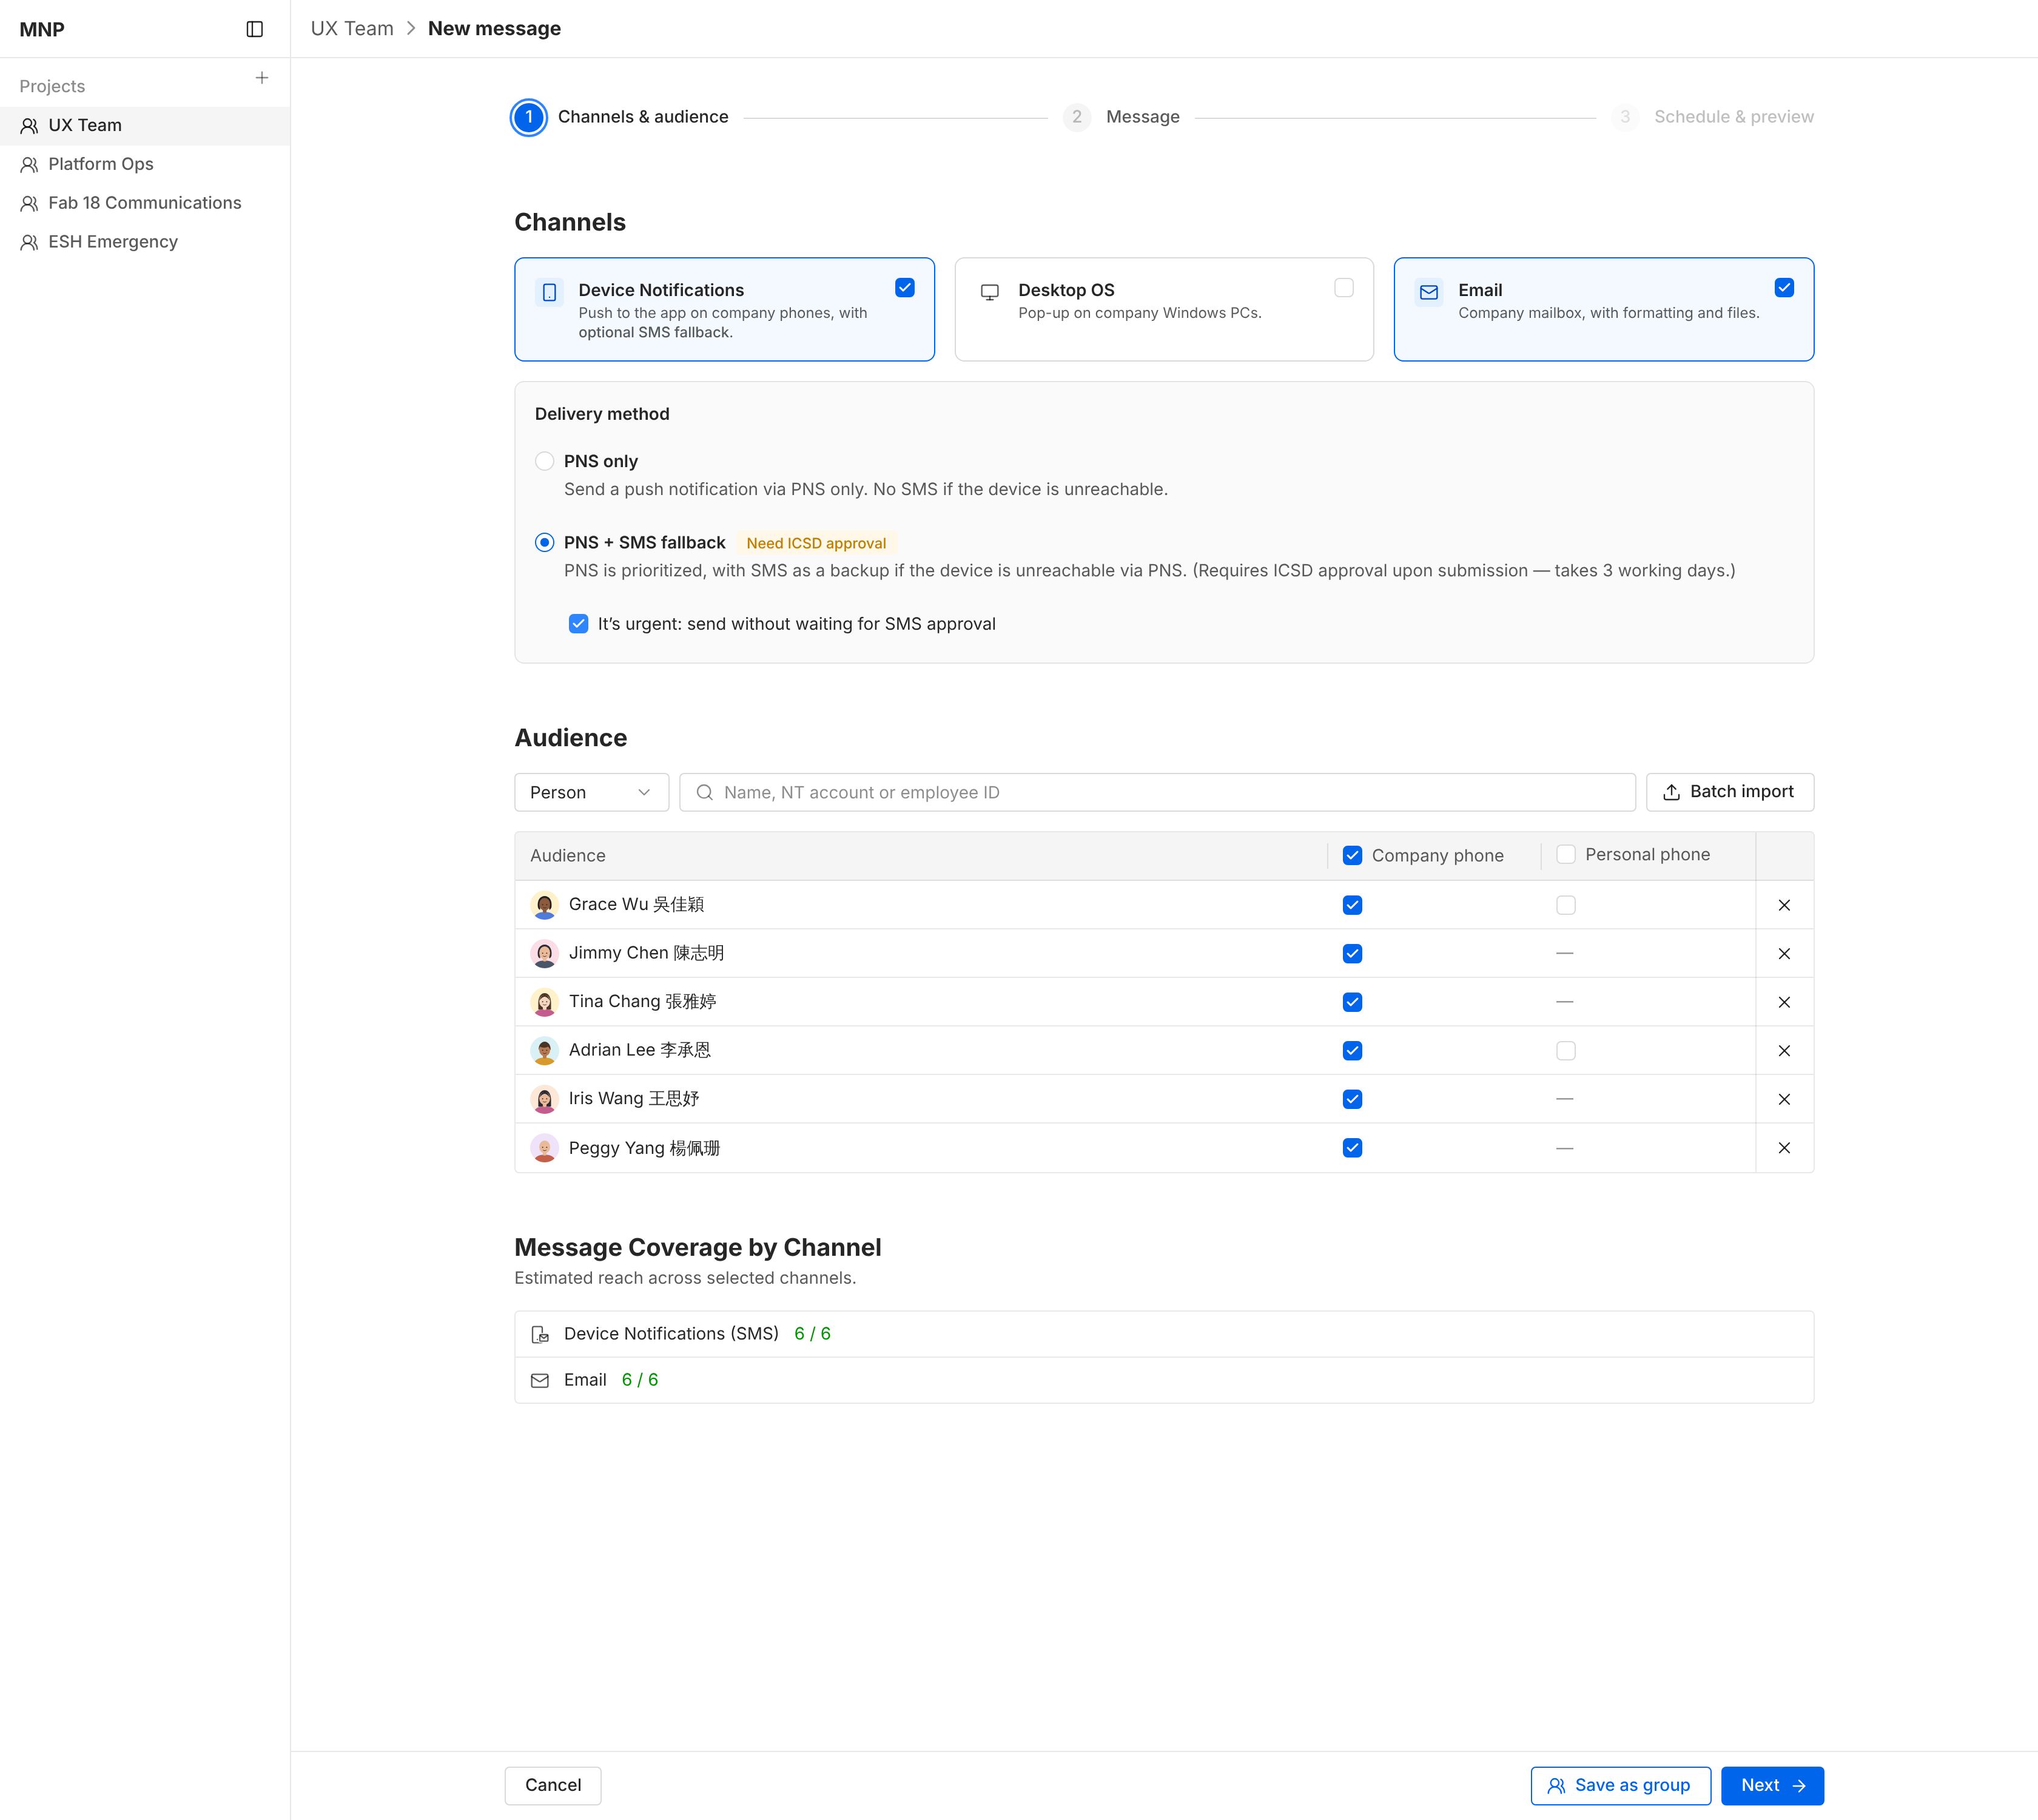 MNP
Projects
UX Team
Platform Ops
Fab 18 Communications
ESH Emergency
UX Team > New message
1 Channels & audience
2 Message
3 Schedule & preview
Channels
Device Notifications
Push to the app on company phones, with
optional SMS fallback.
Desktop OS
Pop-up on company Windows PCs.
Email
Company mailbox, with formatting and files.
Delivery method
PNS only
Send a push notification via PNS only. No SMS if the device is unreachable.
PNS + SMS fallback Need ICSD approval
PNS is prioritized, with SMS as a backup if the device is unreachable via PNS. (Requires ICSD approval upon submission — takes 3 working days.)
It’s urgent: send without waiting for SMS approval
Audience
Person
Name, NT account or employee ID
Batch import
Audience Company phone Personal phone
Grace Wu 吳佳穎
Jimmy Chen 陳志明 —
Tina Chang 張雅婷 —
Adrian Lee 李承恩
Iris Wang 王思妤 —
Peggy Yang 楊佩珊 —
Message Coverage by Channel
Estimated reach across selected channels.
Device Notifications (SMS) 6 / 6
Email 6 / 6
Cancel
Save as group
Next